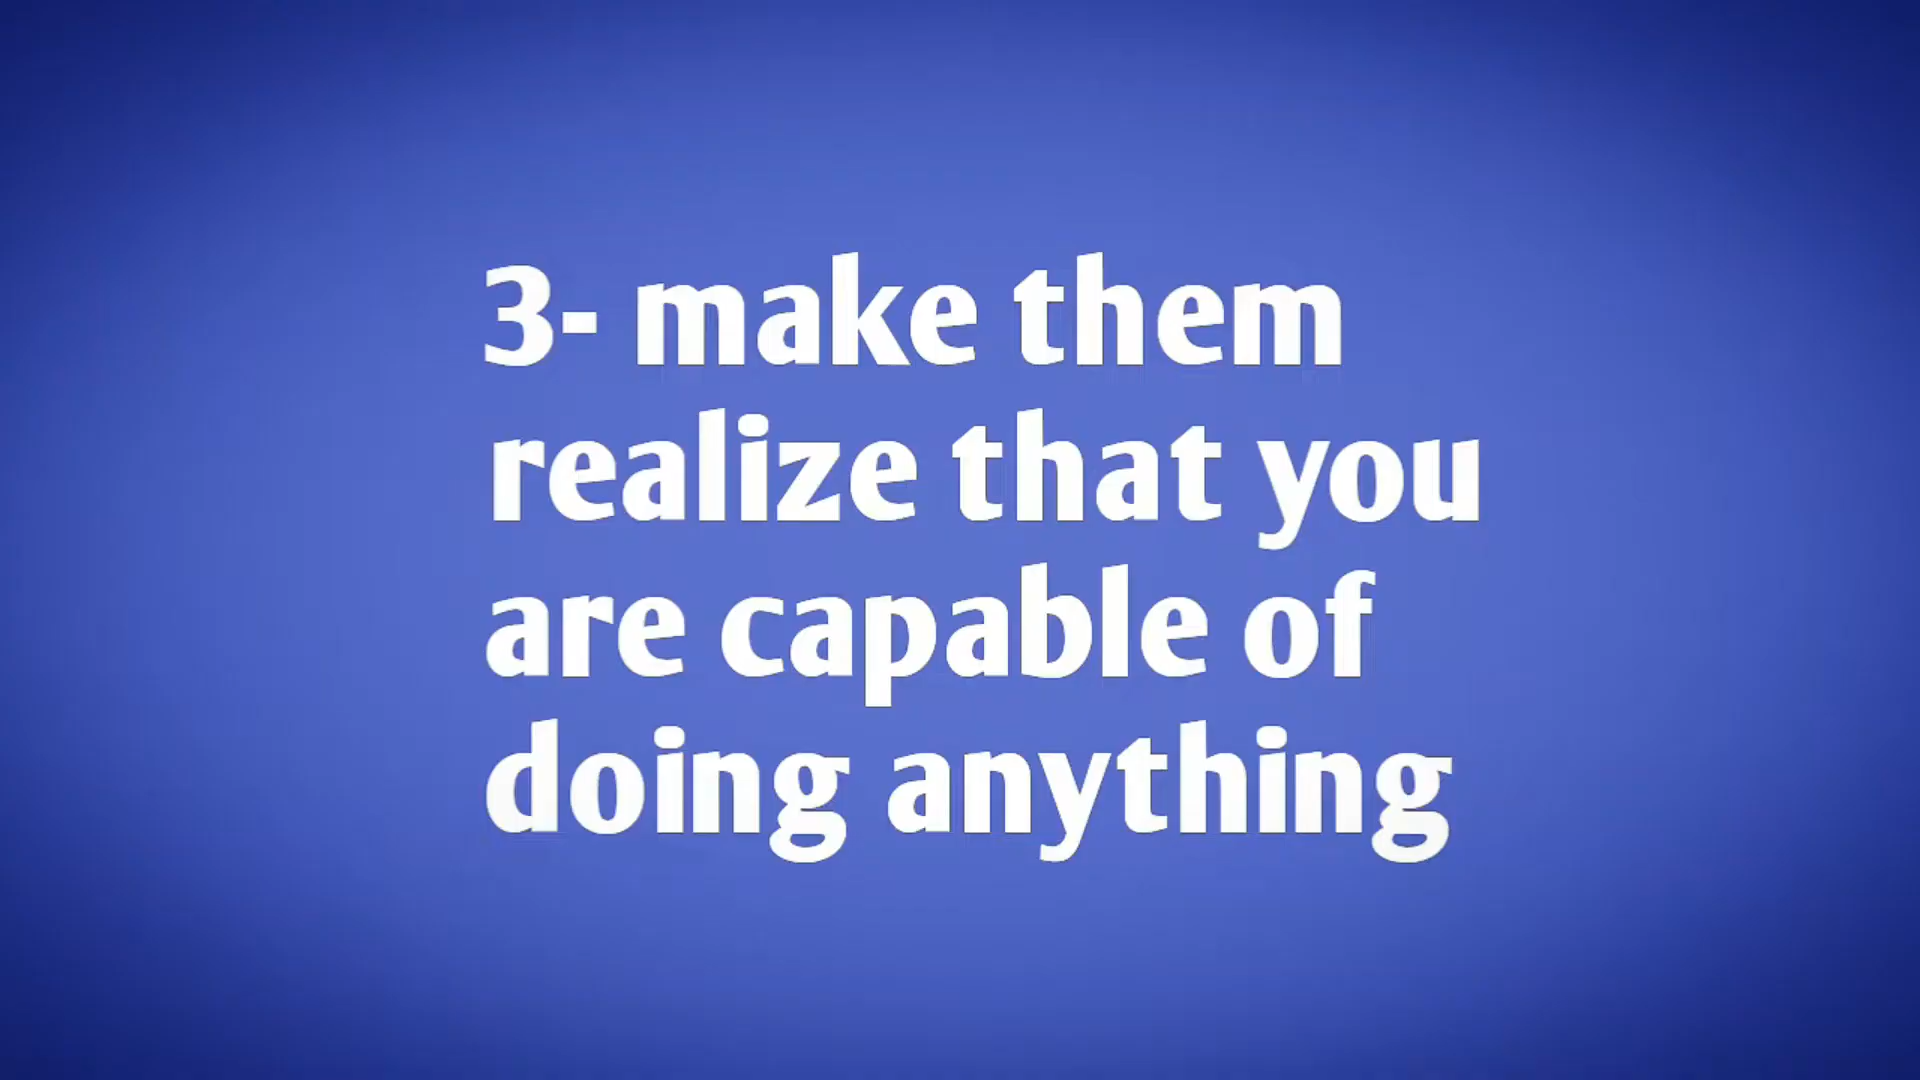 3- make them
realize that you
are capable of
doing anything